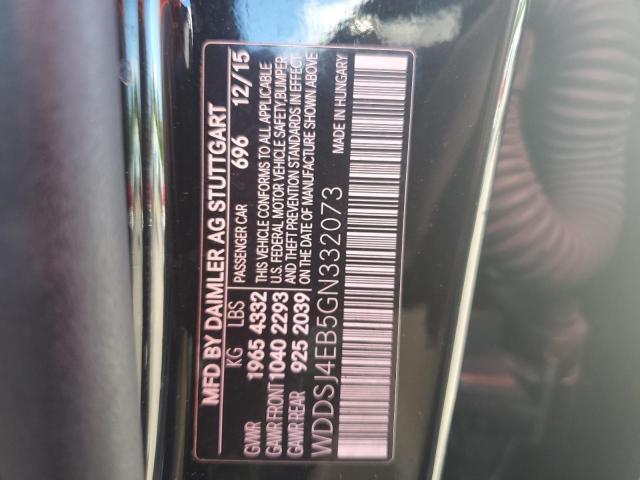 MFD BY DAIMLER AG STUTTGART
KG LBS PASSENGER CAR 696 12/15
GVWR 1965 4332 THIS VEHICLE CONFORMS TO ALL APPLICABLE
GAWR FRONT 1040 2293 U.S. FEDERAL MOTOR VEHICLE SAFETY,BUMPER
GAWR REAR 925 2039 AND THEFT PREVENTION STANDARDS IN EFFECT
ON THE DATE OF MANUFACTURE SHOWN ABOVE
WDDSJ4EB5GN332073 MADE IN HUNGARY